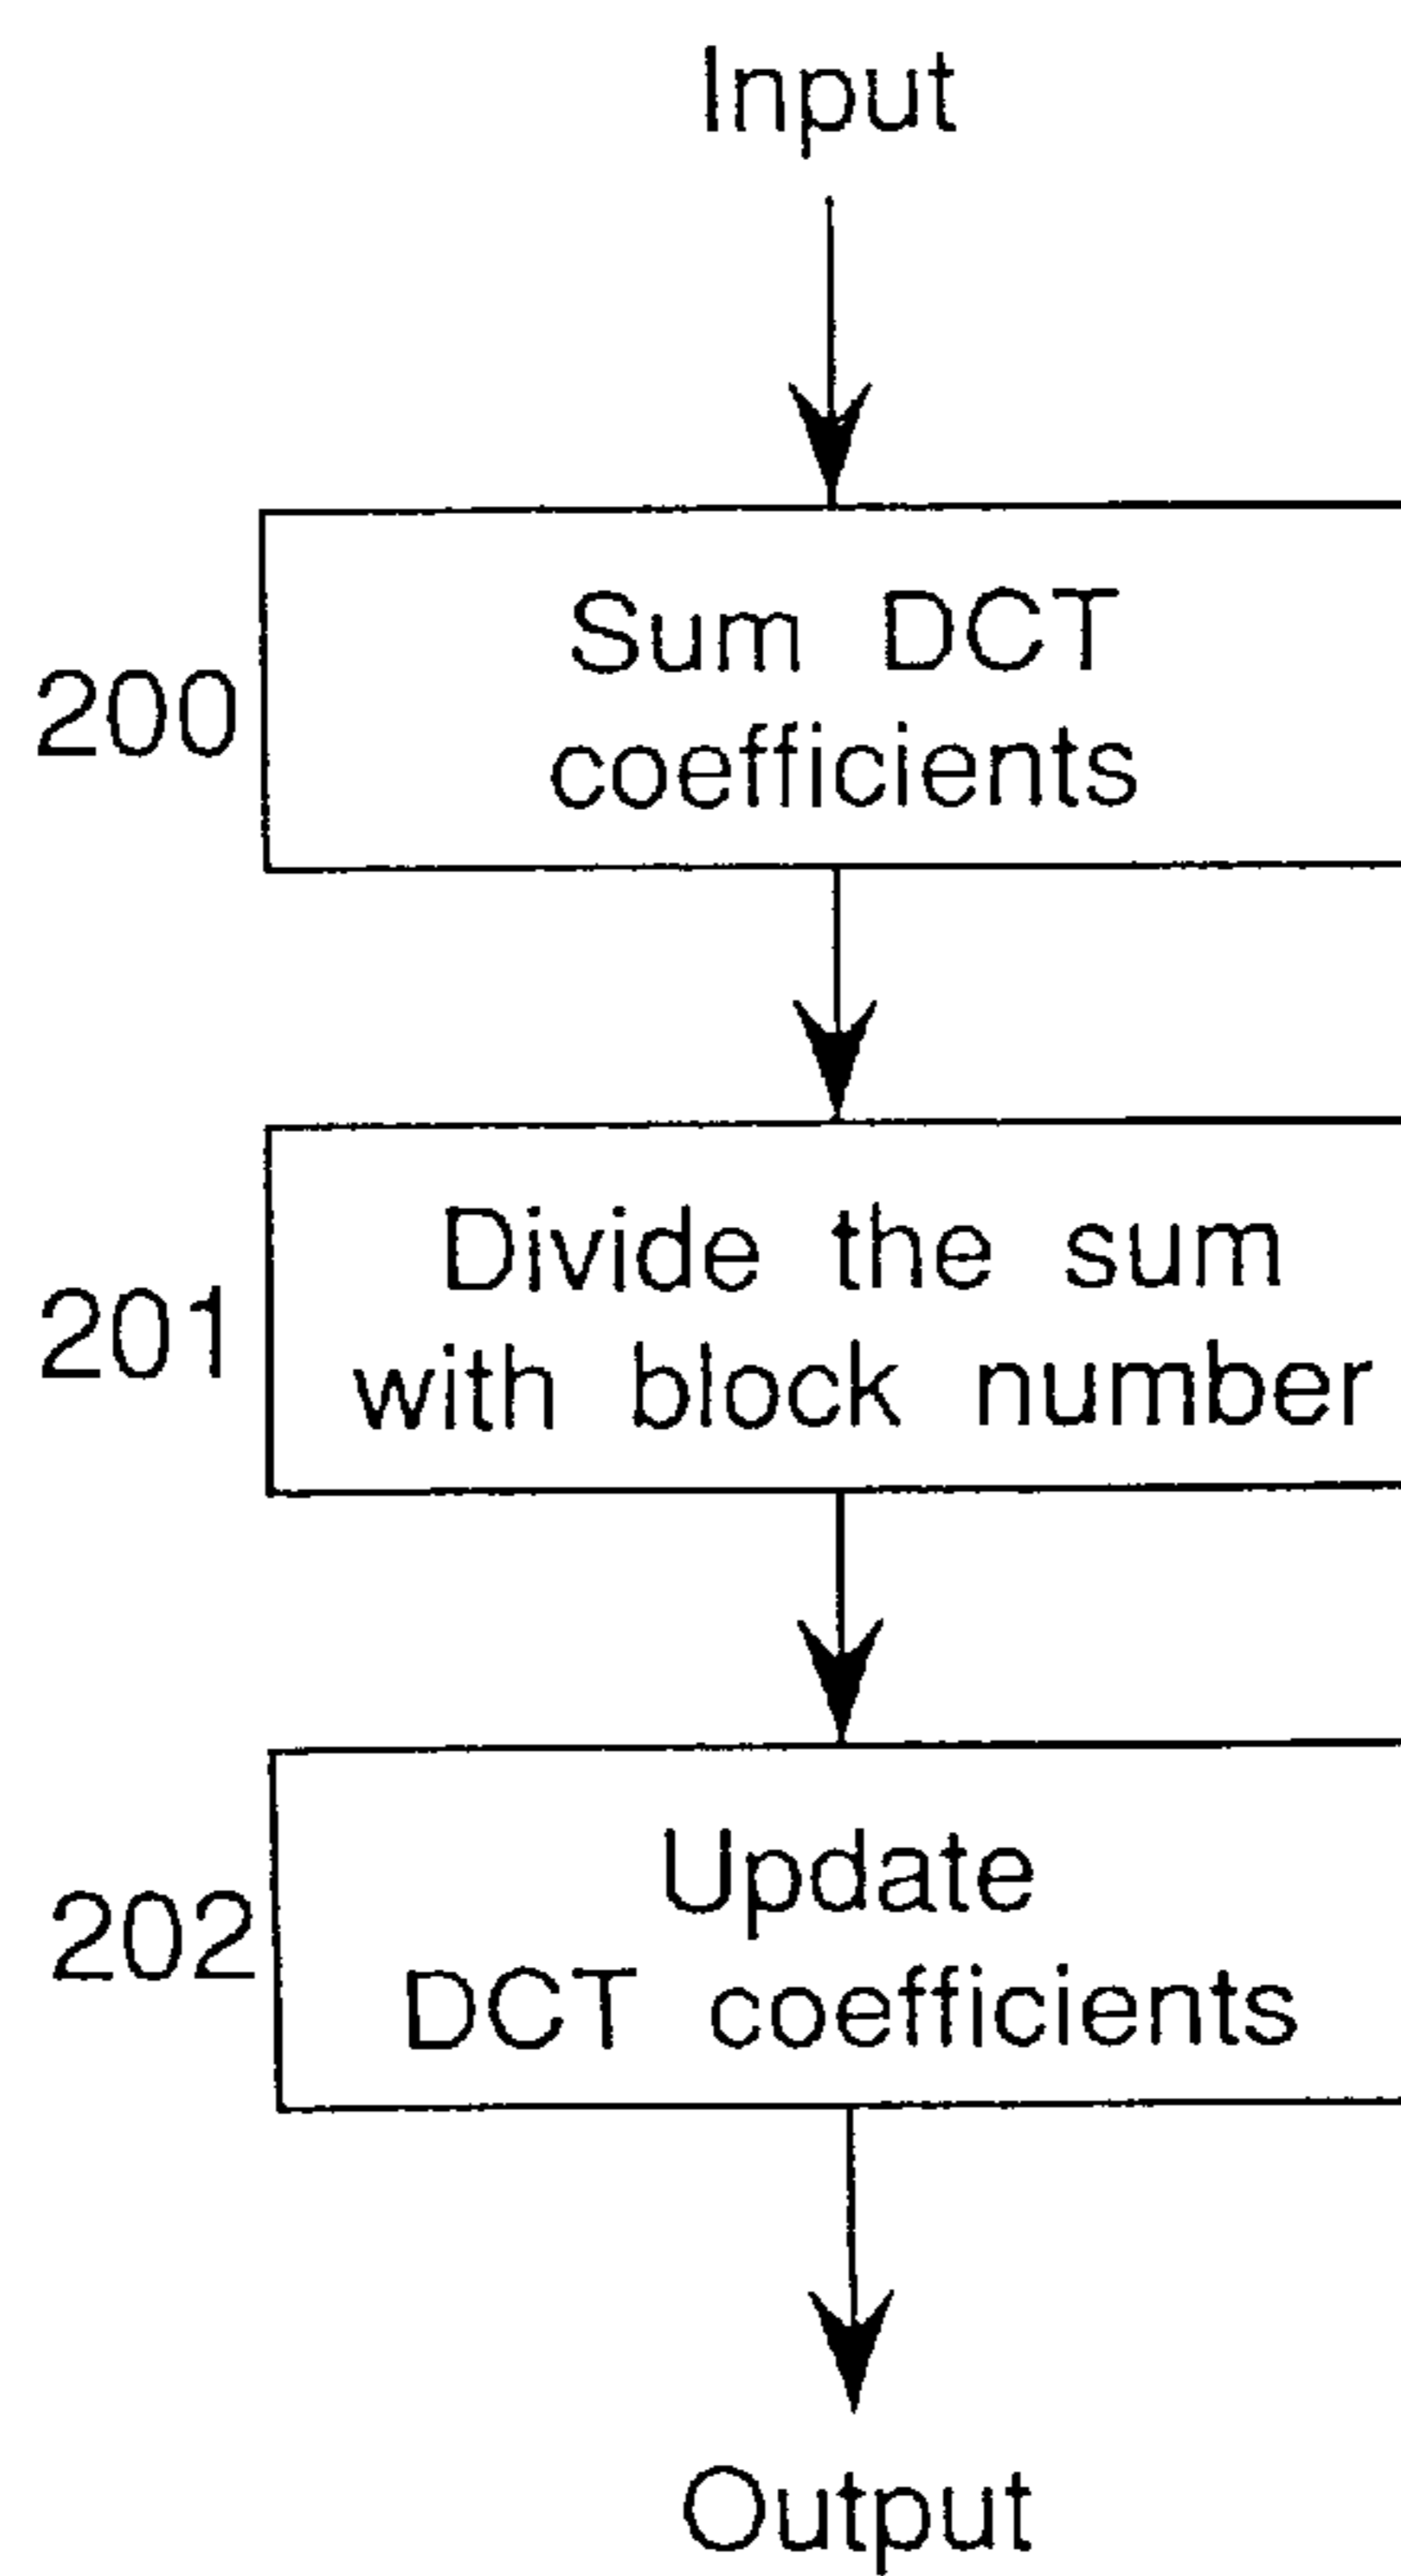 Input
200
Sum DCT
coefficients
201
Divide the sum
with block number
202
Update
DCT coefficients
Output